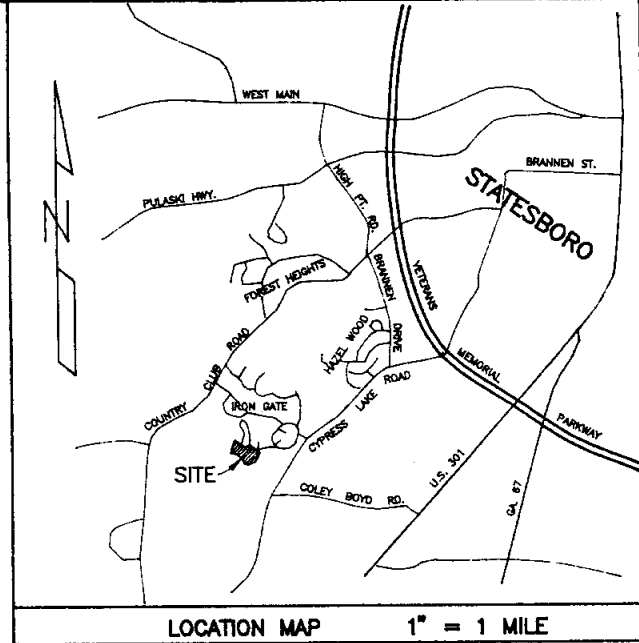 WEST MAIN
BRANNEN ST.
STATESBORO
HIGH PT. RD.
PULASKI HWY.
N
FOREST HEIGHTS
BRANNEN DRIVE
VETERANS MEMORIAL PARKWAY
HAZEL WOOD
COUNTRY CLUB ROAD
IRON GATE
CYPRESS LAKE ROAD
SITE
COLEY BOYD RD.
U.S. 301
GA. 67
LOCATION MAP 1" = 1 MILE